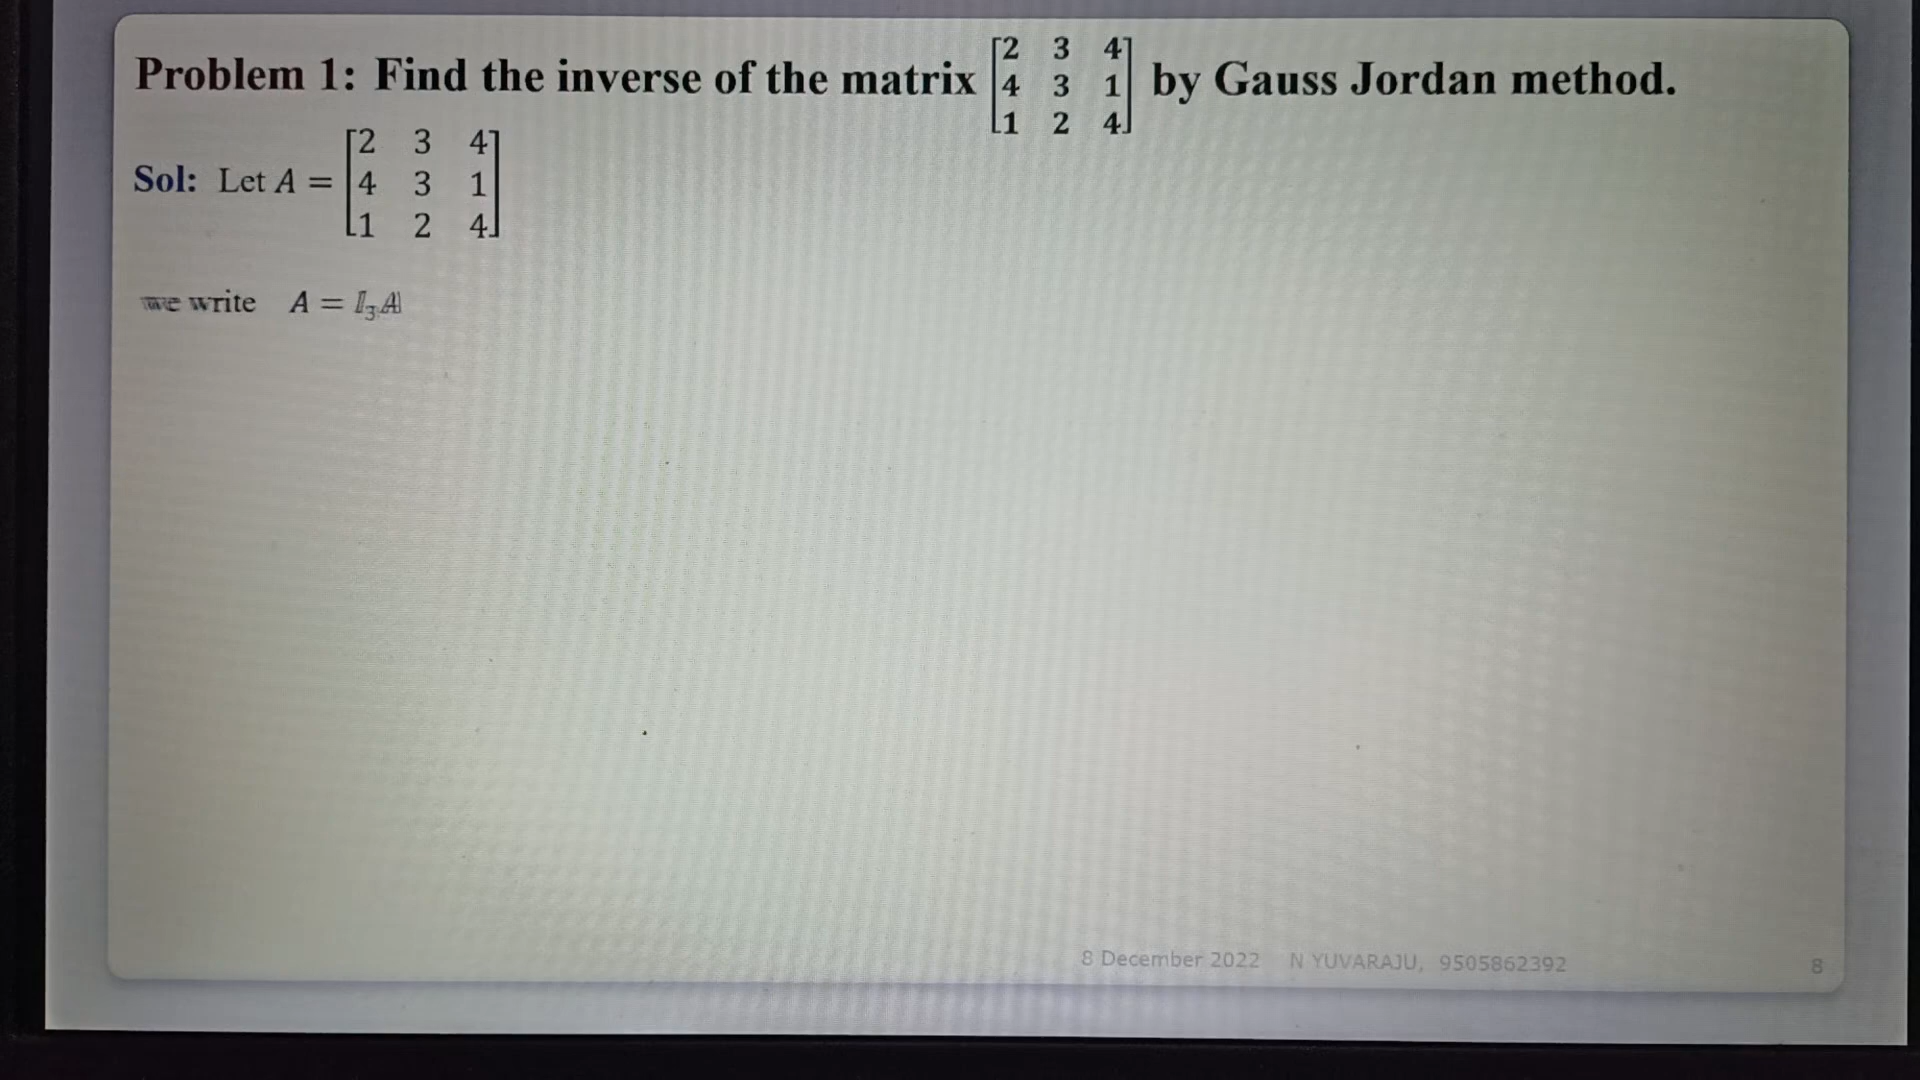 Problem 1: Find the inverse of the matrix [2 3 4; 4 3 1; 1 2 4] by Gauss Jordan method.
Sol: Let A = [2 3 4; 4 3 1; 1 2 4]
we write A = I₃A
8 December 2022 N YUVARAJU, 9505862392 8